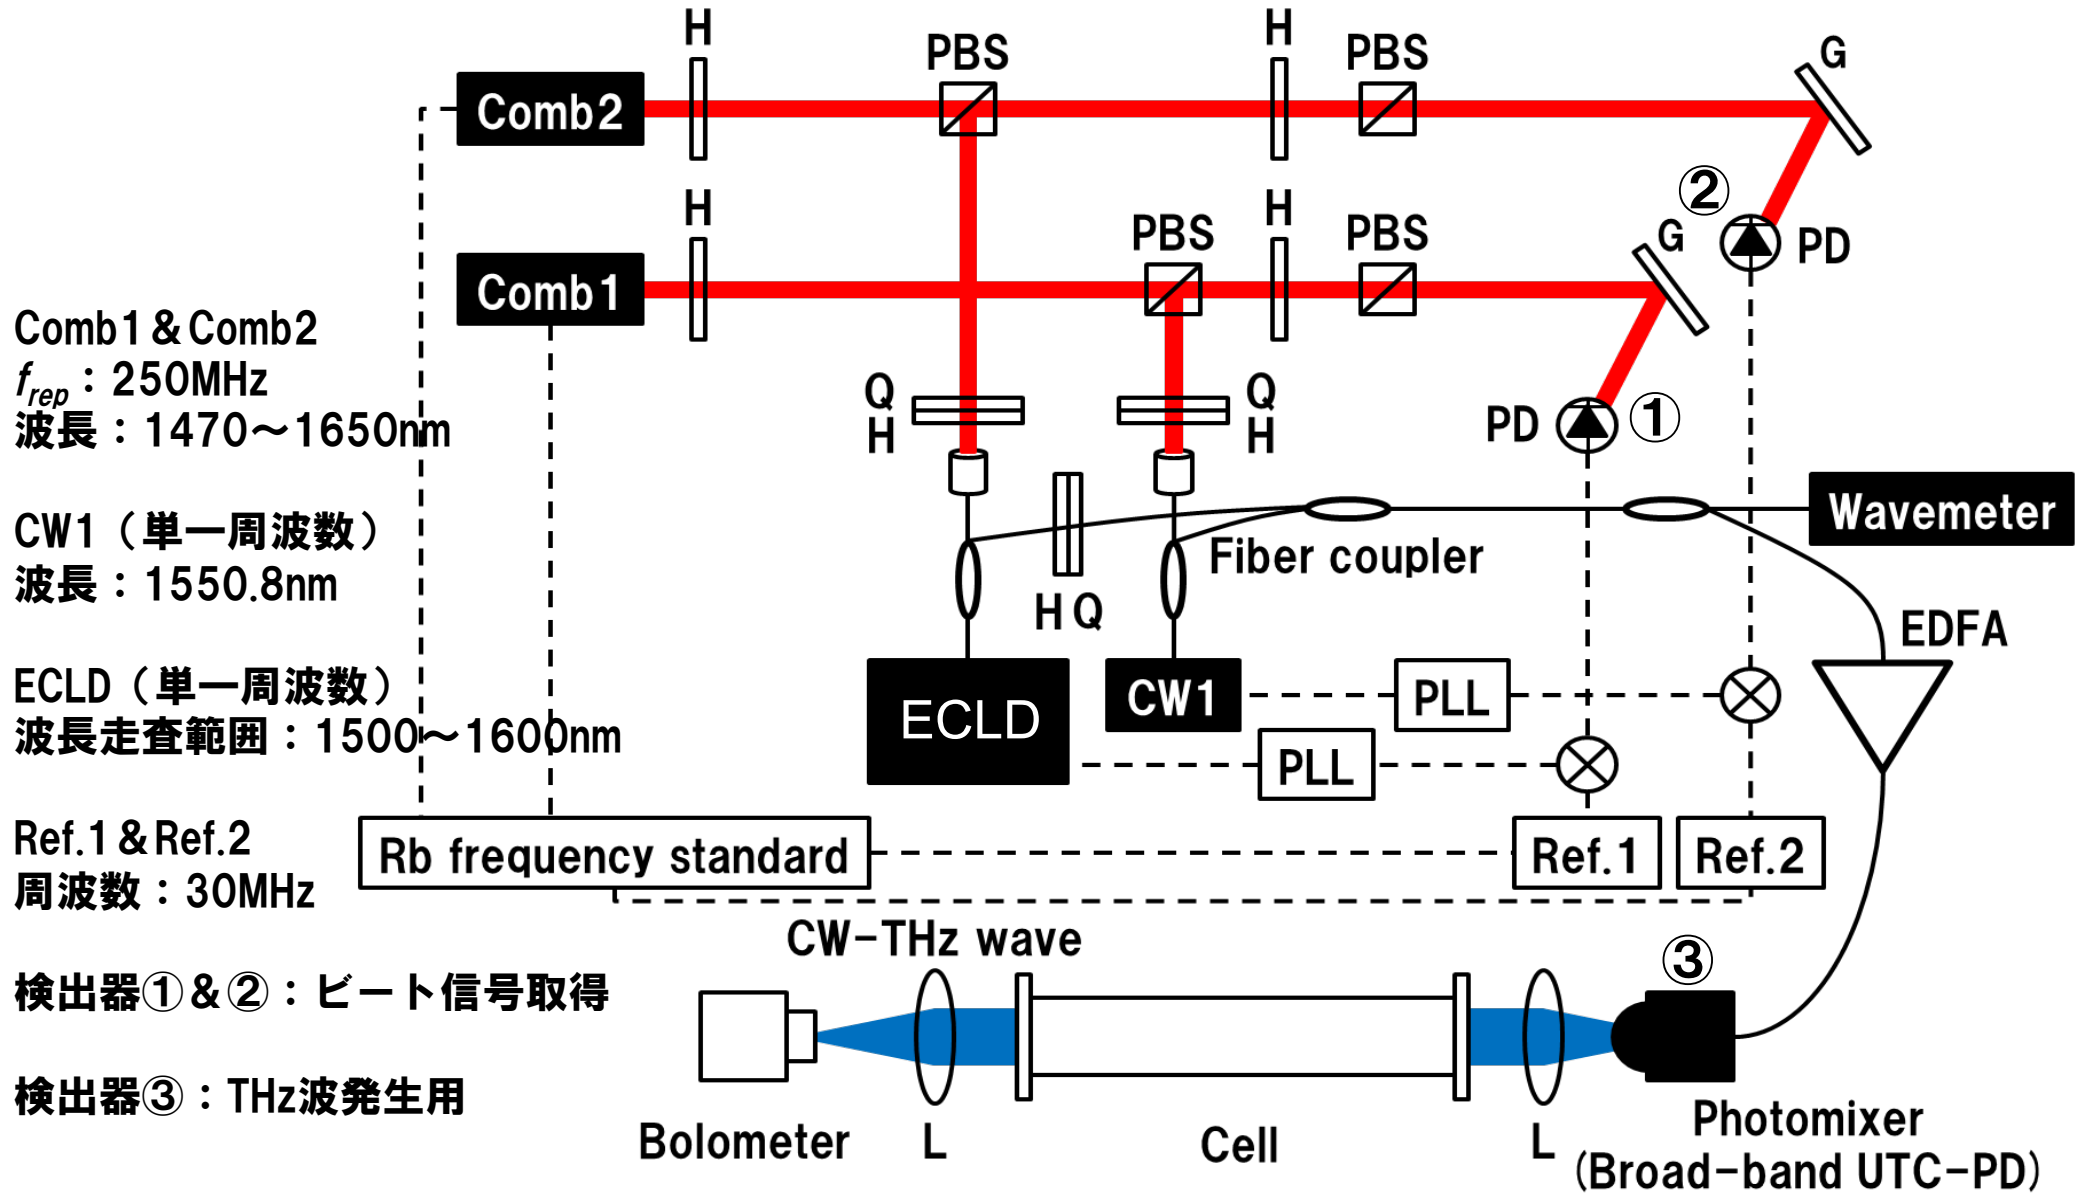 H
PBS
H
PBS
G
Comb2
②
H
PBS
H
PBS
G
PD
Comb1
Comb1＆Comb2
frep：250MHz
波長：1470～1650nm
Q
H
Q
H
PD
①
Wavemeter
CW1（単一周波数）
波長：1550.8nm
Fiber coupler
H Q
EDFA
ECLD（単一周波数）
波長走査範囲：1500～1600nm
ECLD
CW1
PLL
PLL
Ref.1＆Ref.2
周波数：30MHz
Rb frequency standard
Ref.1
Ref.2
CW-THz wave
③
検出器①＆②：ビート信号取得
検出器③：THz波発生用
Bolometer
L
Cell
L
Photomixer
(Broad-band UTC-PD)